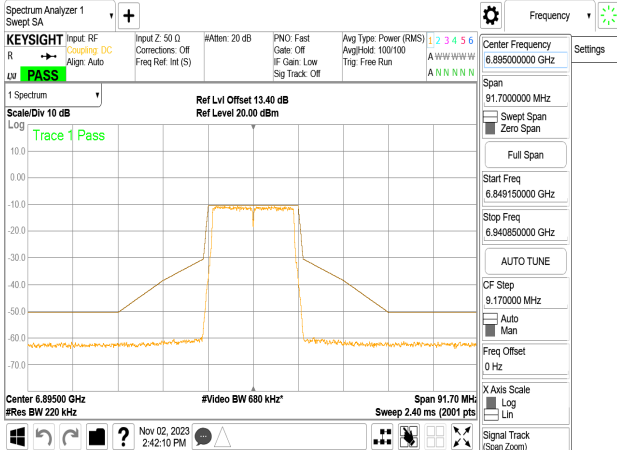 Spectrum Analyzer 1
Swept SA
Frequency
KEYSIGHT
R
PASS
Input: RF
Coupling: DC
Align: Auto
Input Z: 50 Ω
Corrections: Off
Freq Ref: Int (S)
#Atten: 20 dB
PNO: Fast
Gate: Off
IF Gain: Low
Sig Track: Off
Avg Type: Power (RMS)
Avg|Hold: 100/100
Trig: Free Run
1 2 3 4 5 6
A W W W W W
A N N N N N
Settings
1 Spectrum
Scale/Div 10 dB
Log
Ref Lvl Offset 13.40 dB
Ref Level 20.00 dBm
Trace 1 Pass
10.0
0.00
-10.0
-20.0
-30.0
-40.0
-50.0
-60.0
-70.0
Center 6.89500 GHz
#Res BW 220 kHz
#Video BW 680 kHz*
Span 91.70 MHz
Sweep 2.40 ms (2001 pts
Center Frequency
6.895000000 GHz
Span
91.7000000 MHz
Swept Span
Zero Span
Full Span
Start Freq
6.849150000 GHz
Stop Freq
6.940850000 GHz
AUTO TUNE
CF Step
9.170000 MHz
Auto
Man
Freq Offset
0 Hz
X Axis Scale
Log
Lin
Signal Track
(Span Zoom)
?
Nov 02, 2023
2:42:10 PM